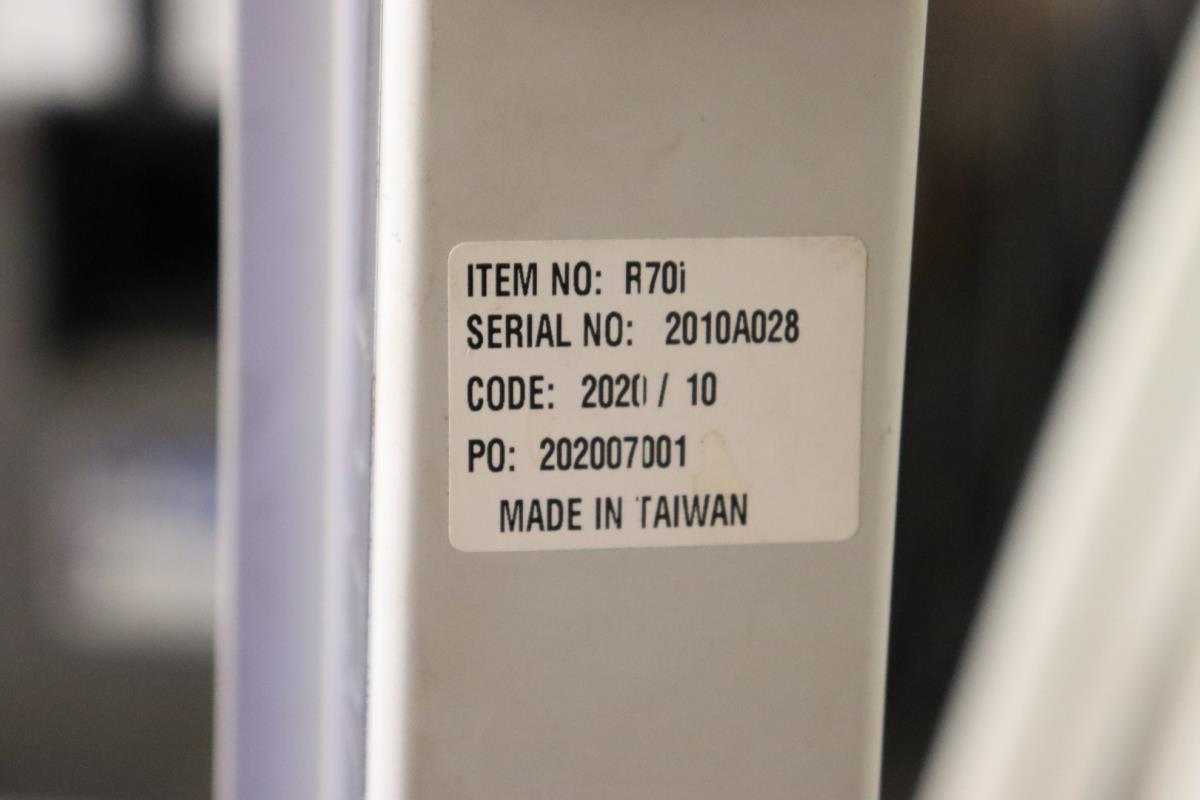 ITEM NO: R70i
SERIAL NO: 2010A028
CODE: 2020 / 10
PO: 202007001
MADE IN TAIWAN